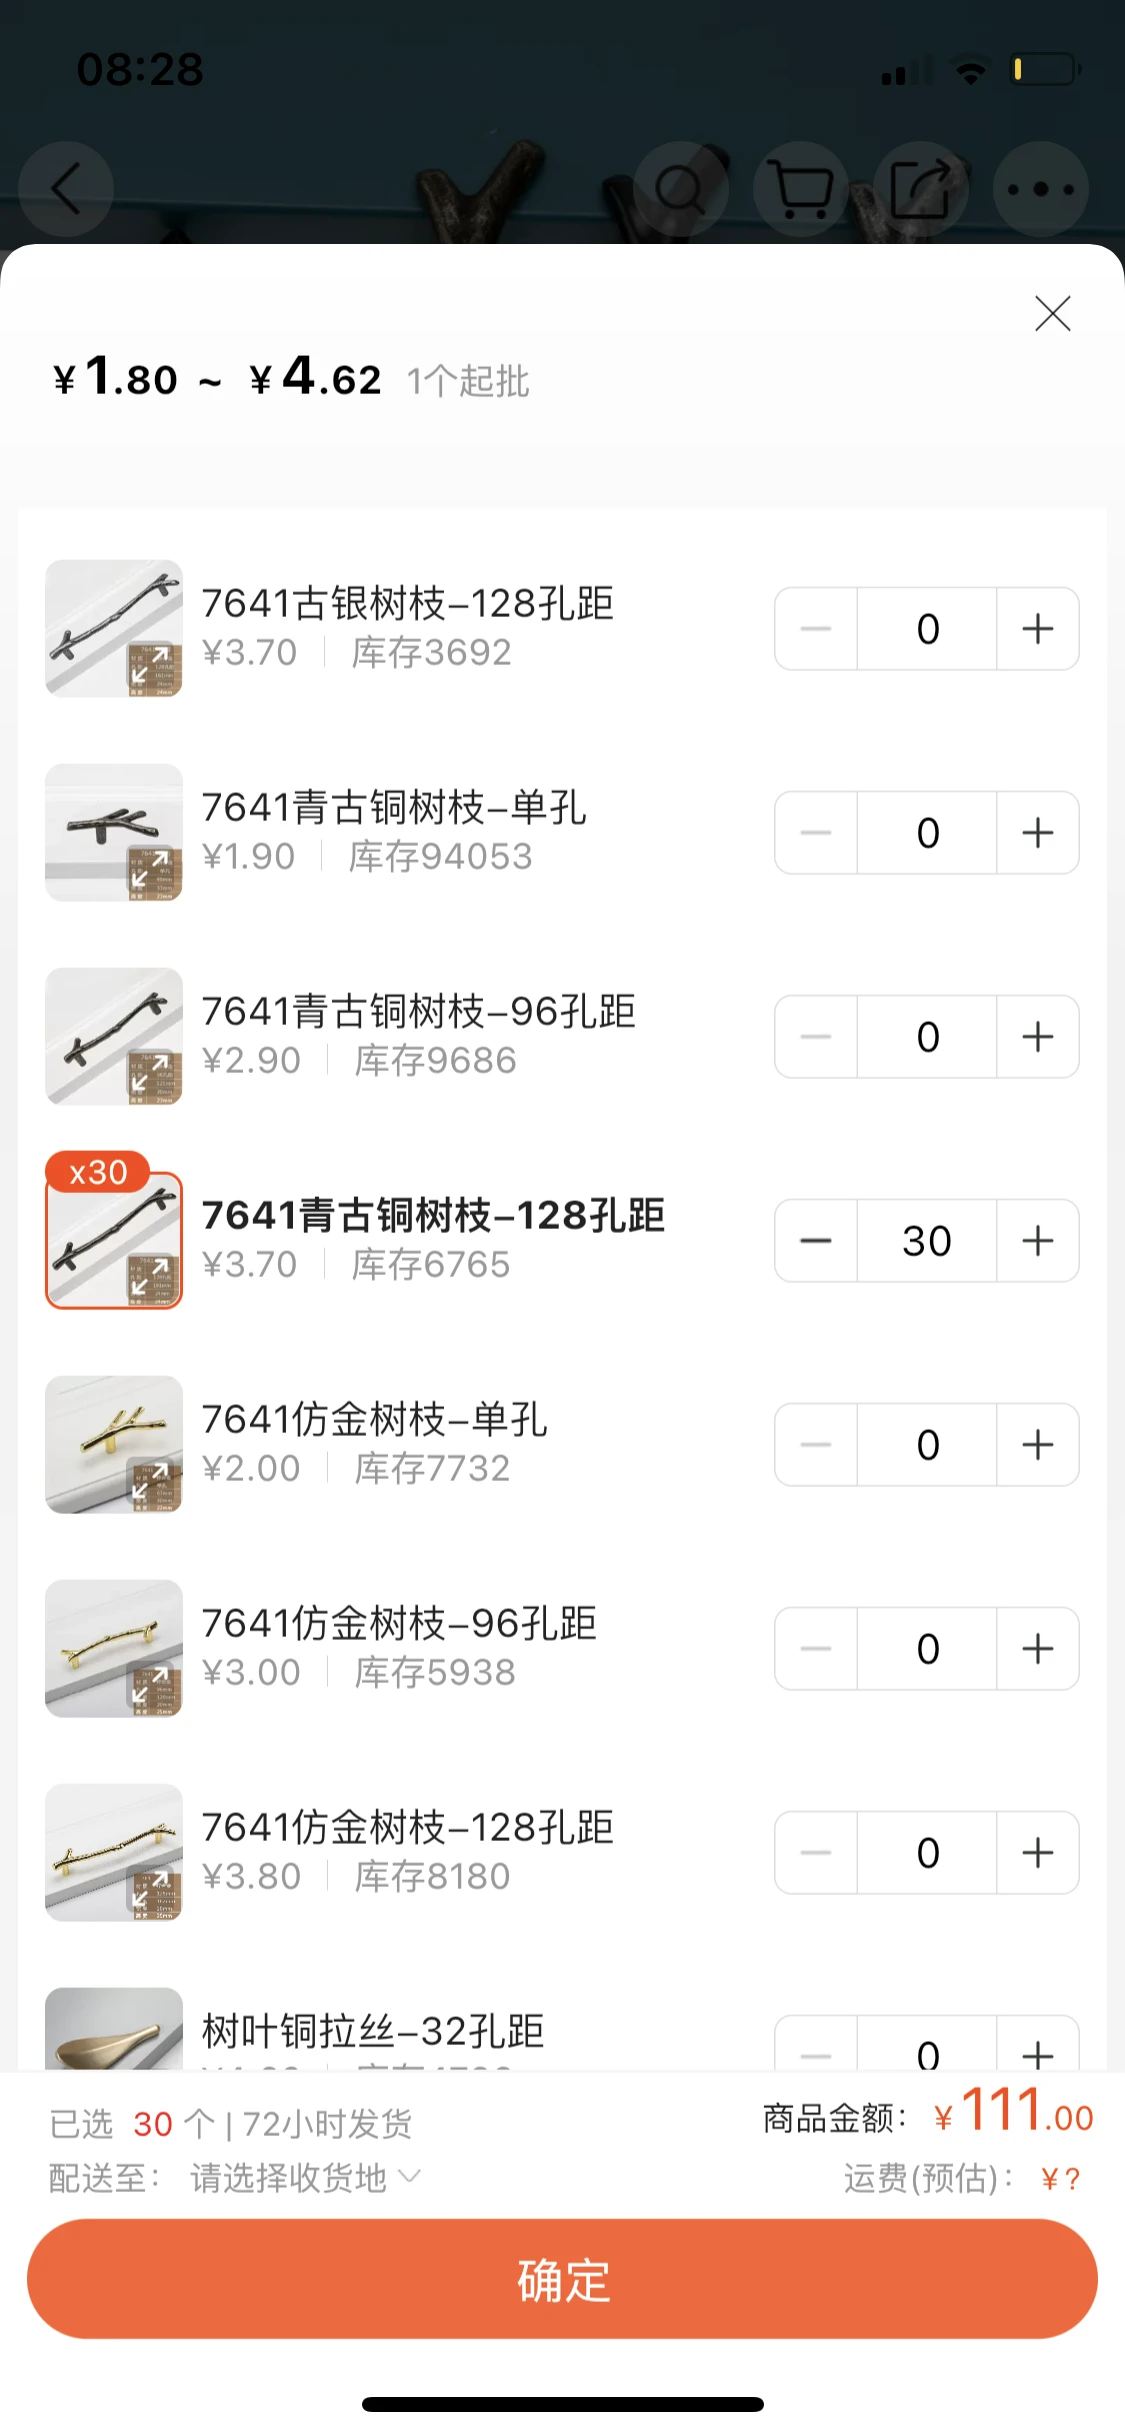 08:28
¥1.80 ~ ¥4.62 1个起批
7641古银树枝–128孔距
¥3.70 库存3692
0
7641青古铜树枝–单孔
¥1.90 库存94053
0
7641青古铜树枝–96孔距
¥2.90 库存9686
0
x30
7641青古铜树枝–128孔距
¥3.70 库存6765
30
7641仿金树枝–单孔
¥2.00 库存7732
0
7641仿金树枝–96孔距
¥3.00 库存5938
0
7641仿金树枝–128孔距
¥3.80 库存8180
0
树叶铜拉丝–32孔距
0
已选 30 个 | 72小时发货
商品金额：¥111.00
配送至： 请选择收货地
运费(预估)： ¥?
确定